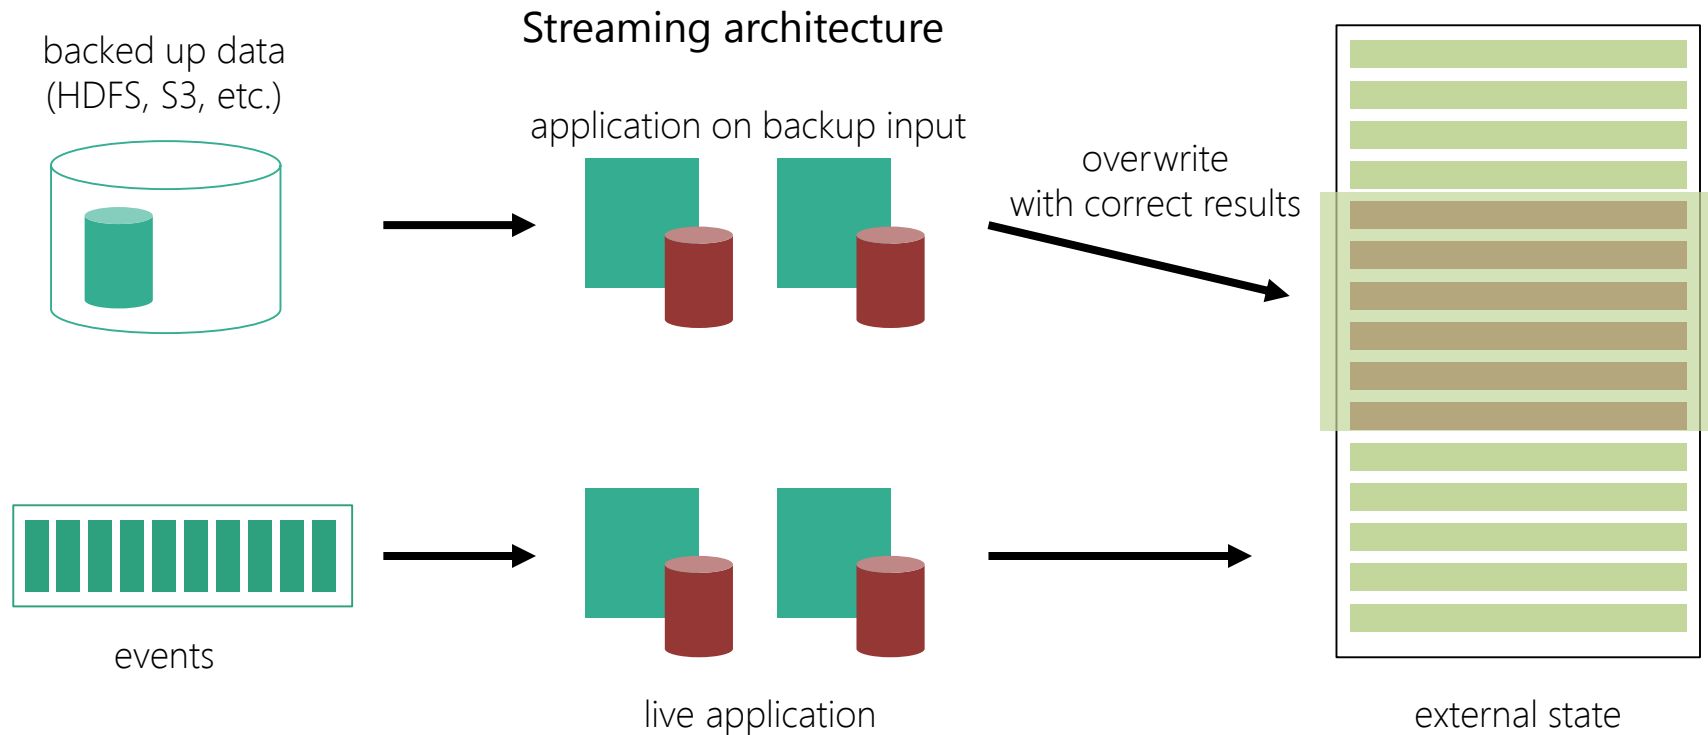 Streaming architecture
backed up data
(HDFS, S3, etc.)
application on backup input
overwrite
with correct results
events
live application
external state